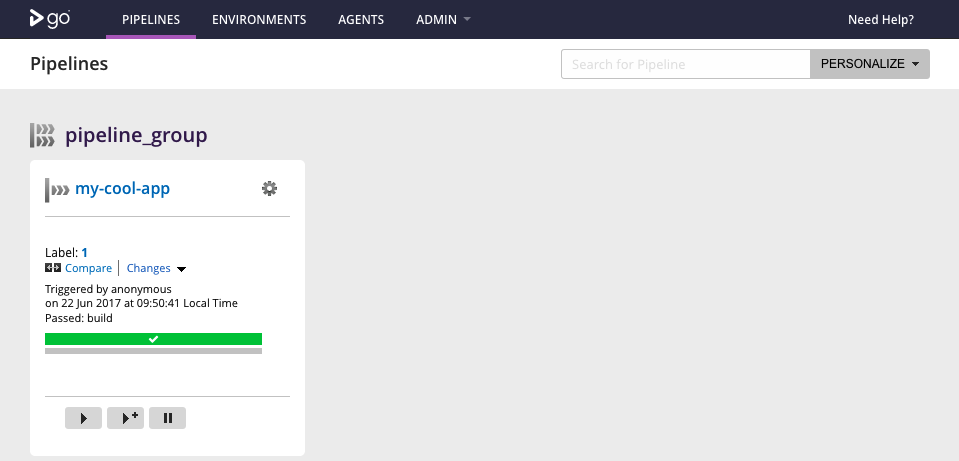 go PIPELINES ENVIRONMENTS AGENTS ADMIN Need Help?
Pipelines Search for Pipeline PERSONALIZE
pipeline_group
my-cool-app
Label: 1
Compare Changes
Triggered by anonymous
on 22 Jun 2017 at 09:50:41 Local Time
Passed: build